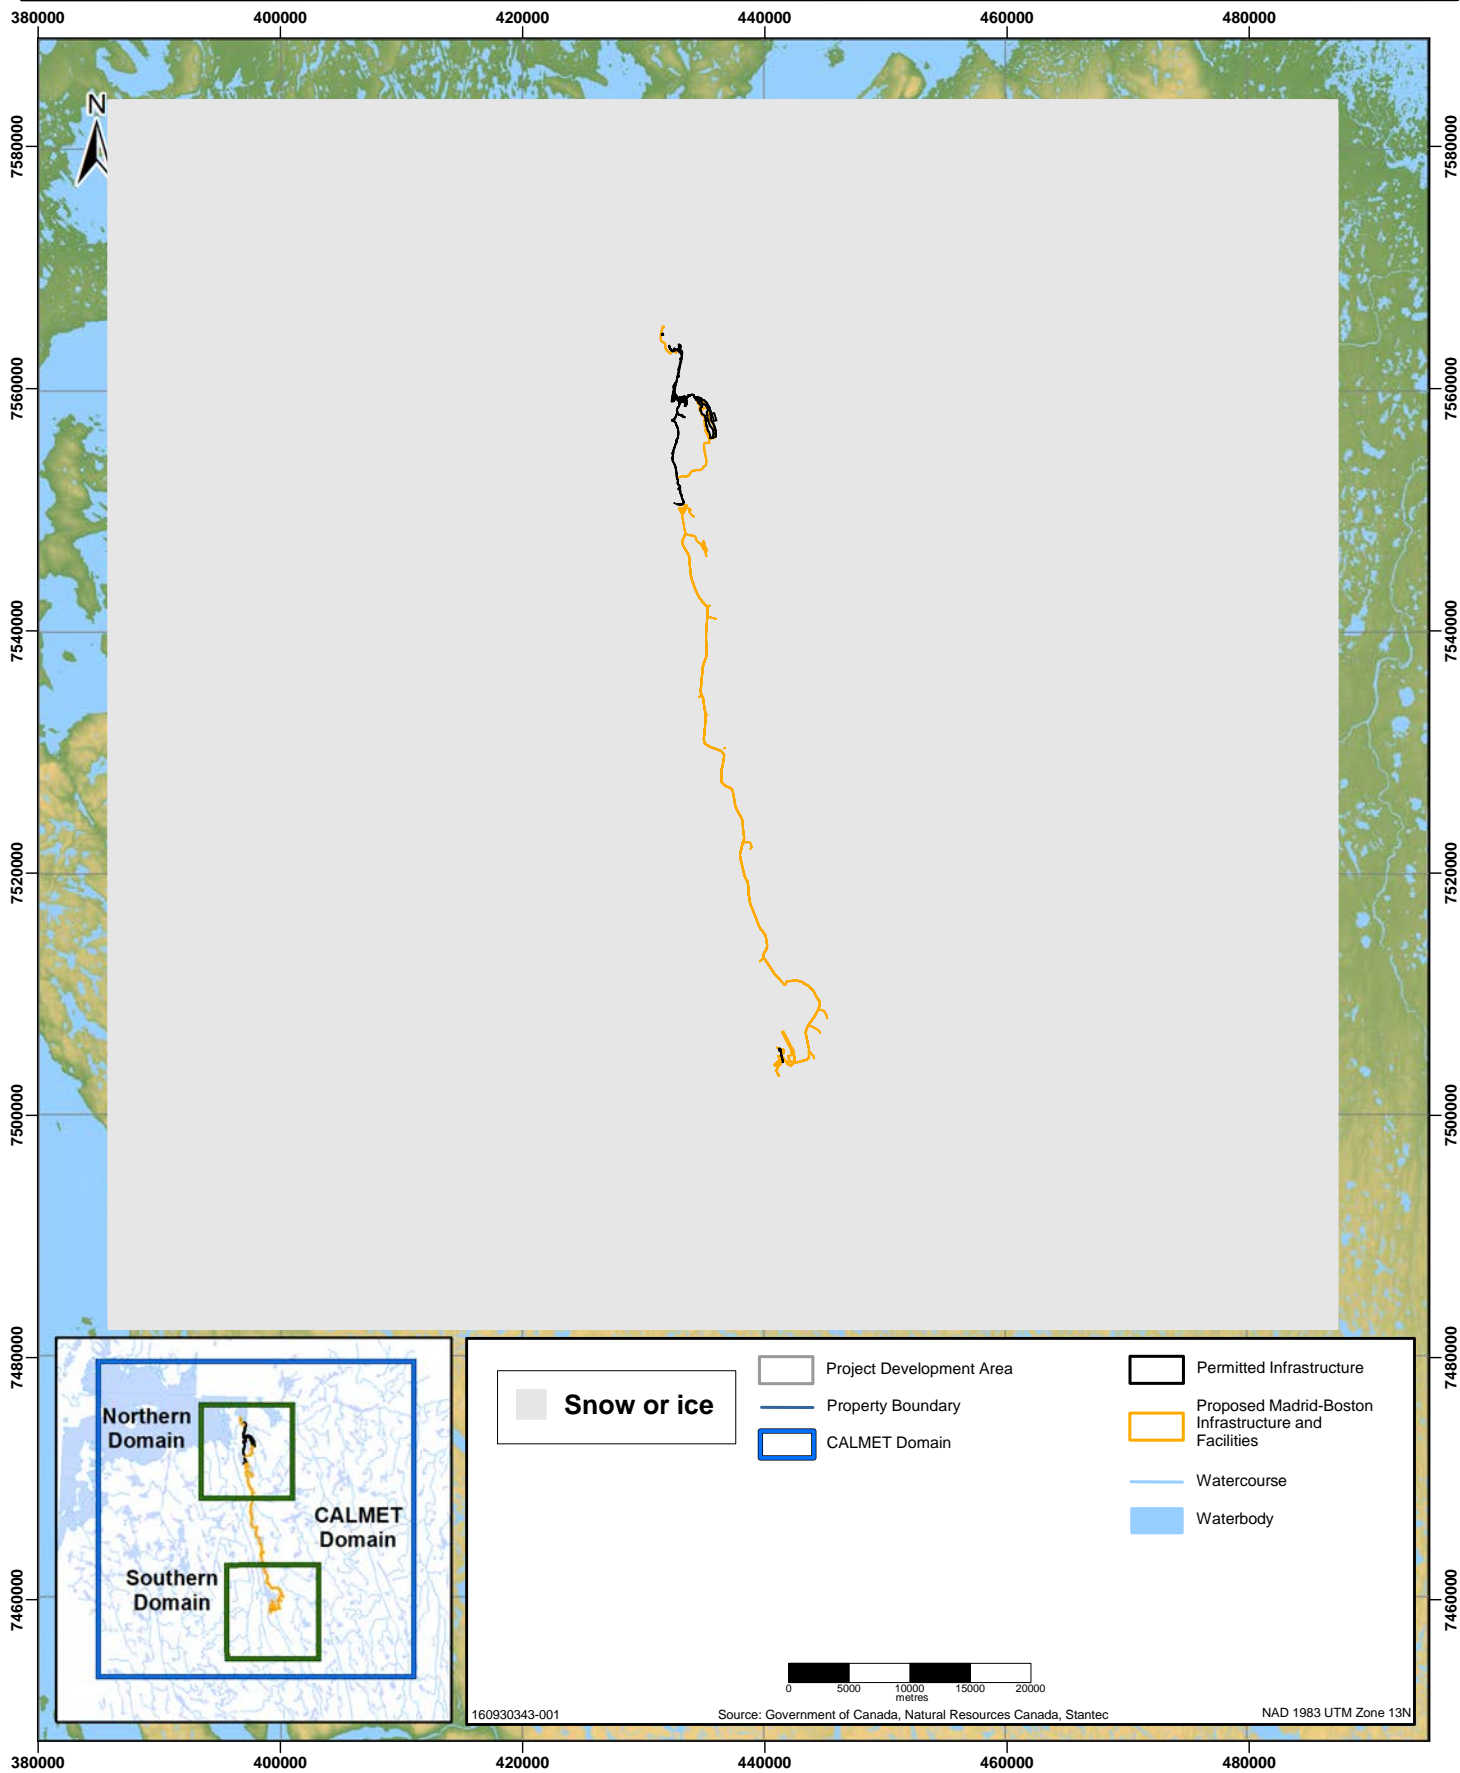 380000 400000 420000 440000 460000 480000
N
7580000 7580000
7560000 7560000
7540000 7540000
7520000 7520000
7500000 7500000
7480000 7480000
7460000 7460000
Northern
Domain
CALMET
Domain
Southern
Domain
Snow or ice
Project Development Area
Property Boundary
CALMET Domain
Permitted Infrastructure
Proposed Madrid-Boston
Infrastructure and
Facilities
Watercourse
Waterbody
0 5000 10000 15000 20000
metres
160930343-001
Source: Government of Canada, Natural Resources Canada, Stantec
NAD 1983 UTM Zone 13N
380000 400000 420000 440000 460000 480000